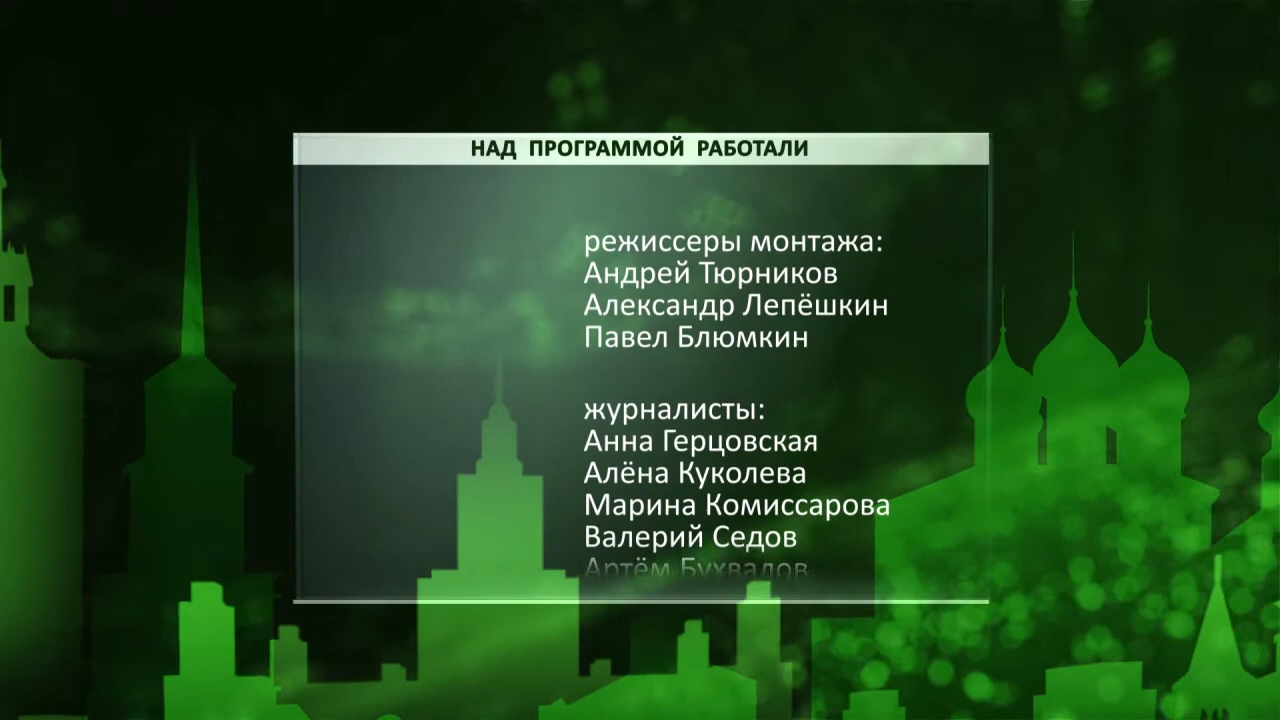 НАД ПРОГРАММОЙ РАБОТАЛИ
режиссеры монтажа:
Андрей Тюрников
Александр Лепёшкин
Павел Блюмкин
журналисты:
Анна Герцовская
Алёна Куколева
Марина Комиссарова
Валерий Седов
Артём